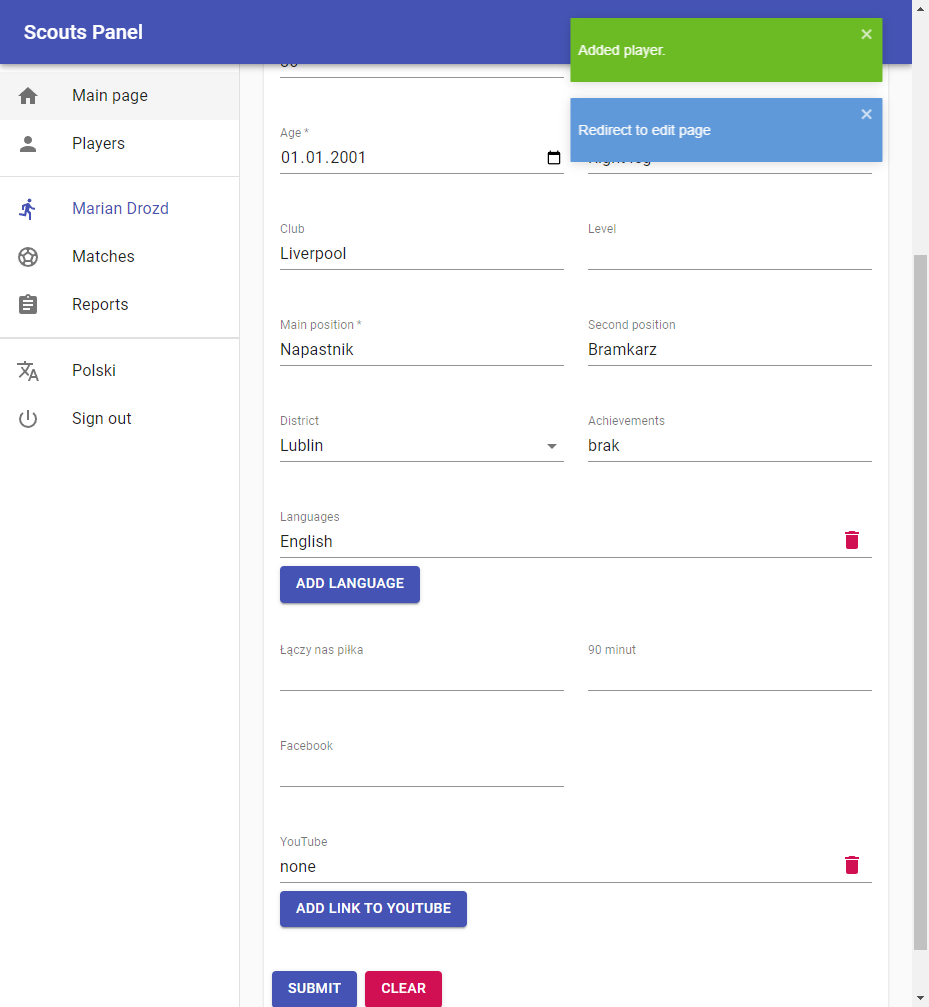 Scouts Panel
Added player.
Redirect to edit page
Main page
Players
Marian Drozd
Matches
Reports
Polski
Sign out
Age *
01.01.2001
Club
Liverpool
Level
Main position *
Napastnik
Second position
Bramkarz
District
Lublin
Achievements
brak
Languages
English
ADD LANGUAGE
Łączy nas piłka
90 minut
Facebook
YouTube
none
ADD LINK TO YOUTUBE
SUBMIT
CLEAR